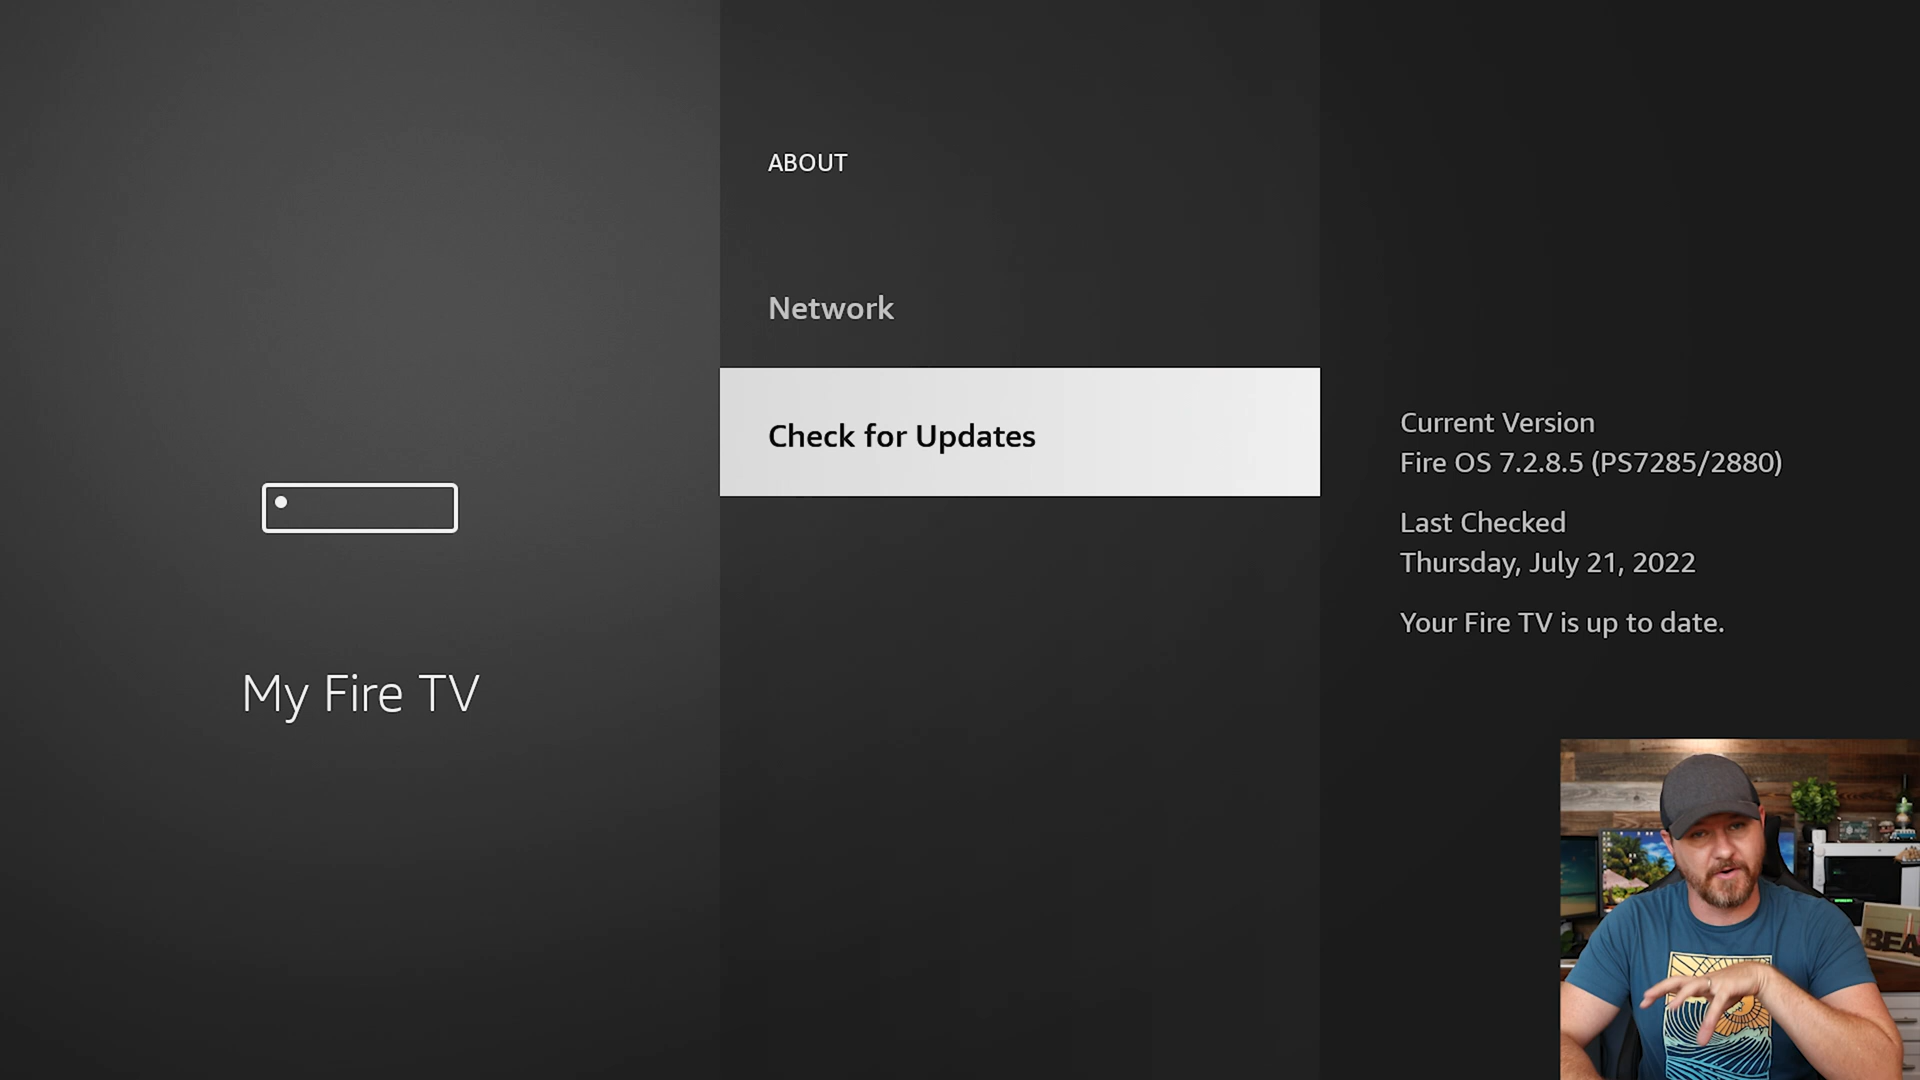 ABOUT
Network
Check for Updates
My Fire TV
Current Version
Fire OS 7.2.8.5 (PS7285/2880)
Last Checked
Thursday, July 21, 2022
Your Fire TV is up to date.